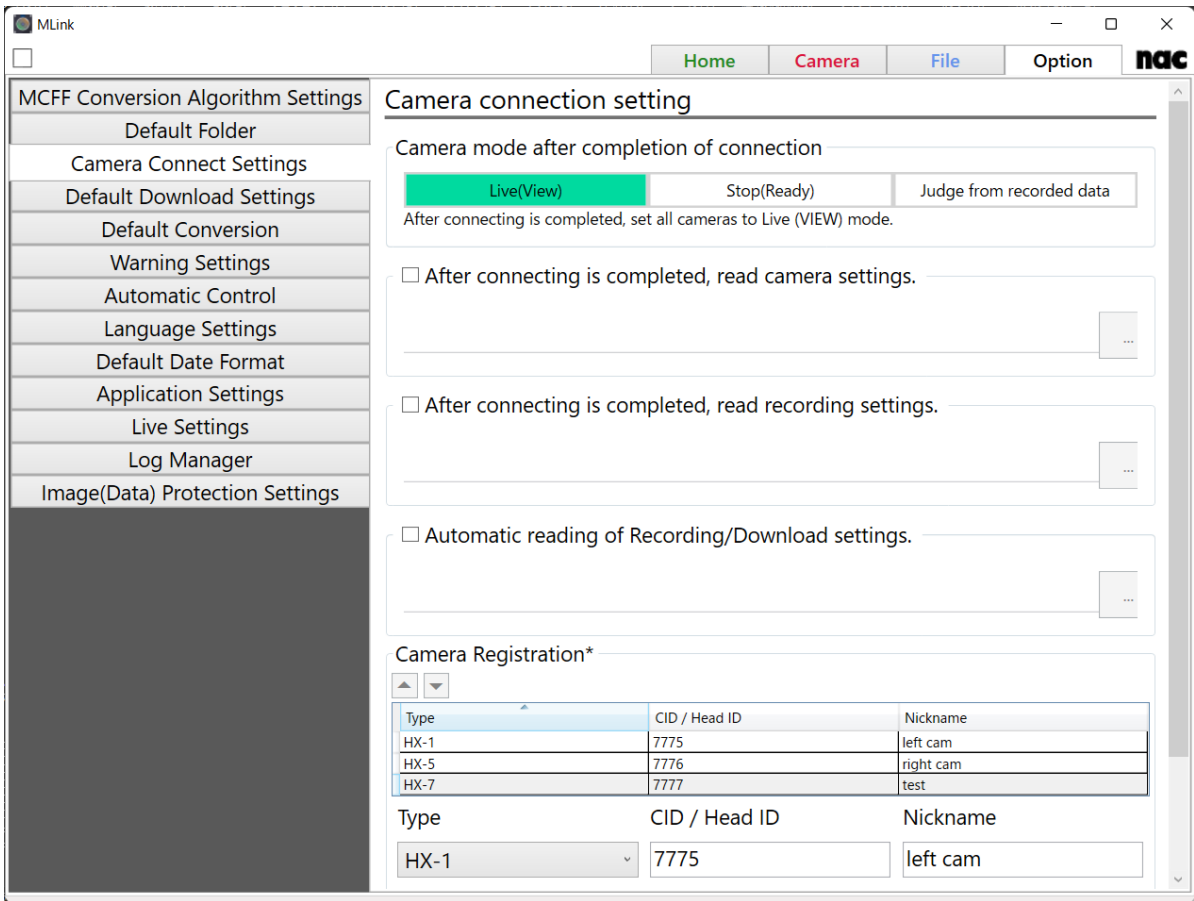 MLink
Home Camera File Option nac
MCFF Conversion Algorithm Settings
Default Folder
Camera Connect Settings
Default Download Settings
Default Conversion
Warning Settings
Automatic Control
Language Settings
Default Date Format
Application Settings
Live Settings
Log Manager
Image(Data) Protection Settings
Camera connection setting
Camera mode after completion of connection
Live(View) Stop(Ready) Judge from recorded data
After connecting is completed, set all cameras to Live (VIEW) mode.
After connecting is completed, read camera settings.
...
After connecting is completed, read recording settings.
...
Automatic reading of Recording/Download settings.
...
Camera Registration*
Type CID / Head ID Nickname
HX-1 7775 left cam
HX-5 7776 right cam
HX-7 7777 test
Type CID / Head ID Nickname
HX-1 7775 left cam